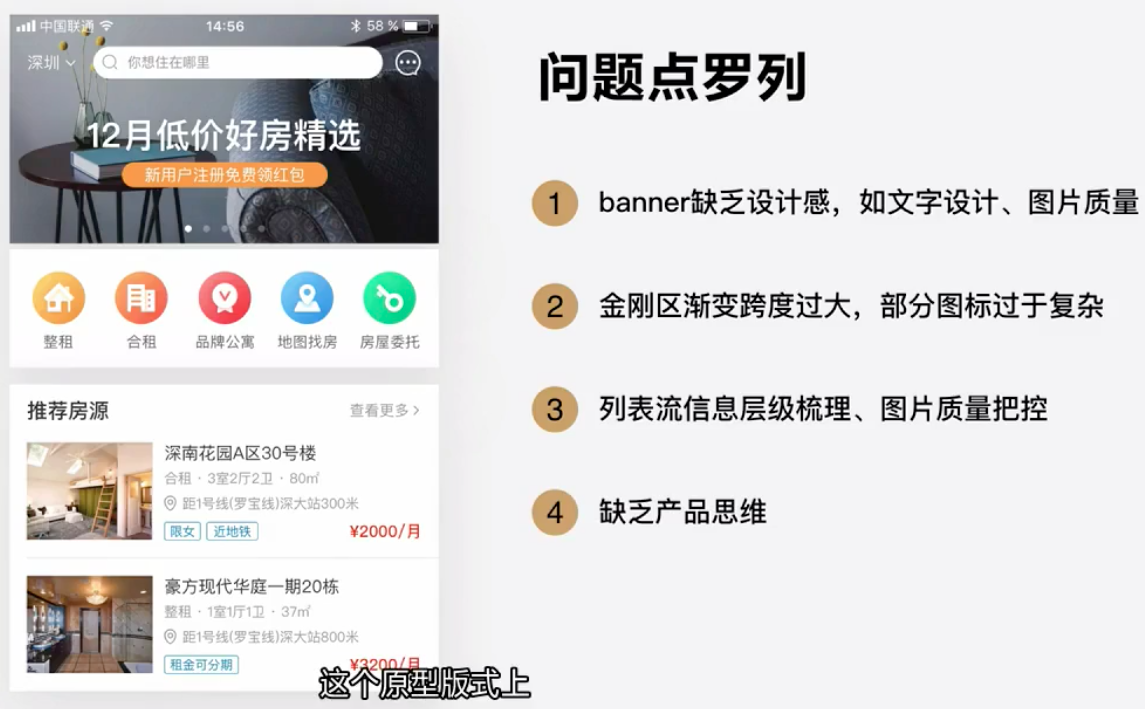 中国联通 14:56 58 %
深圳 你想住在哪里
12月低价好房精选
新用户注册免费领红包
整租 合租 品牌公寓 地图找房 房屋委托
推荐房源 查看更多
深南花园A区30号楼
合租 · 3室2厅2卫 · 80㎡
距1号线(罗宝线)深大站300米
限女 近地铁 ¥2000/月
豪方现代华庭一期20栋
整租 · 1室1厅1卫 · 37㎡
距1号线(罗宝线)深大站800米
租金可分期 ¥3200/月
问题点罗列
1 banner缺乏设计感，如文字设计、图片质量
2 金刚区渐变跨度过大，部分图标过于复杂
3 列表流信息层级梳理、图片质量把控
4 缺乏产品思维
这个原型版式上